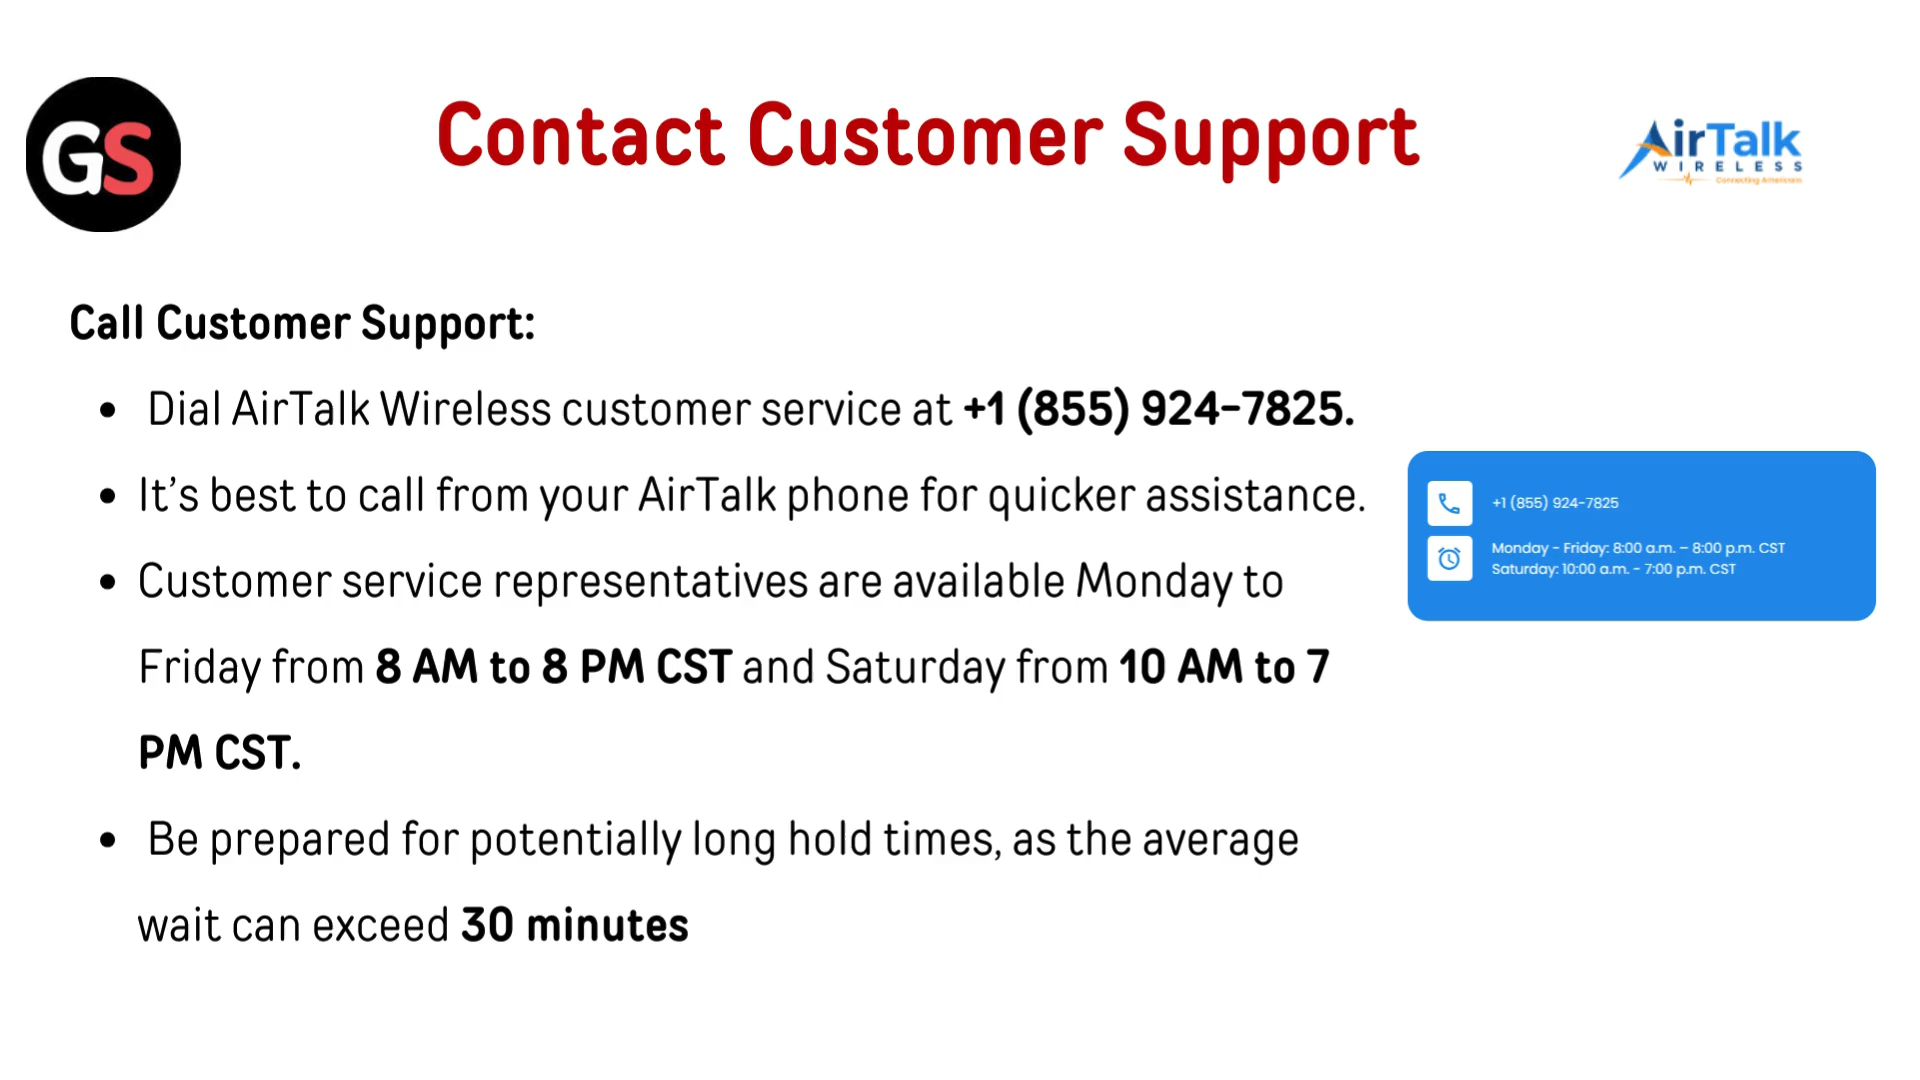 GS
Contact Customer Support
AirTalk
WIRELESS
Connecting Americans
Call Customer Support:
• Dial AirTalk Wireless customer service at +1 (855) 924-7825.
• It's best to call from your AirTalk phone for quicker assistance.
• Customer service representatives are available Monday to
Friday from 8 AM to 8 PM CST and Saturday from 10 AM to 7
PM CST.
• Be prepared for potentially long hold times, as the average
wait can exceed 30 minutes
+1 (855) 924-7825
Monday - Friday: 8:00 a.m. – 8:00 p.m. CST
Saturday: 10:00 a.m. - 7:00 p.m. CST